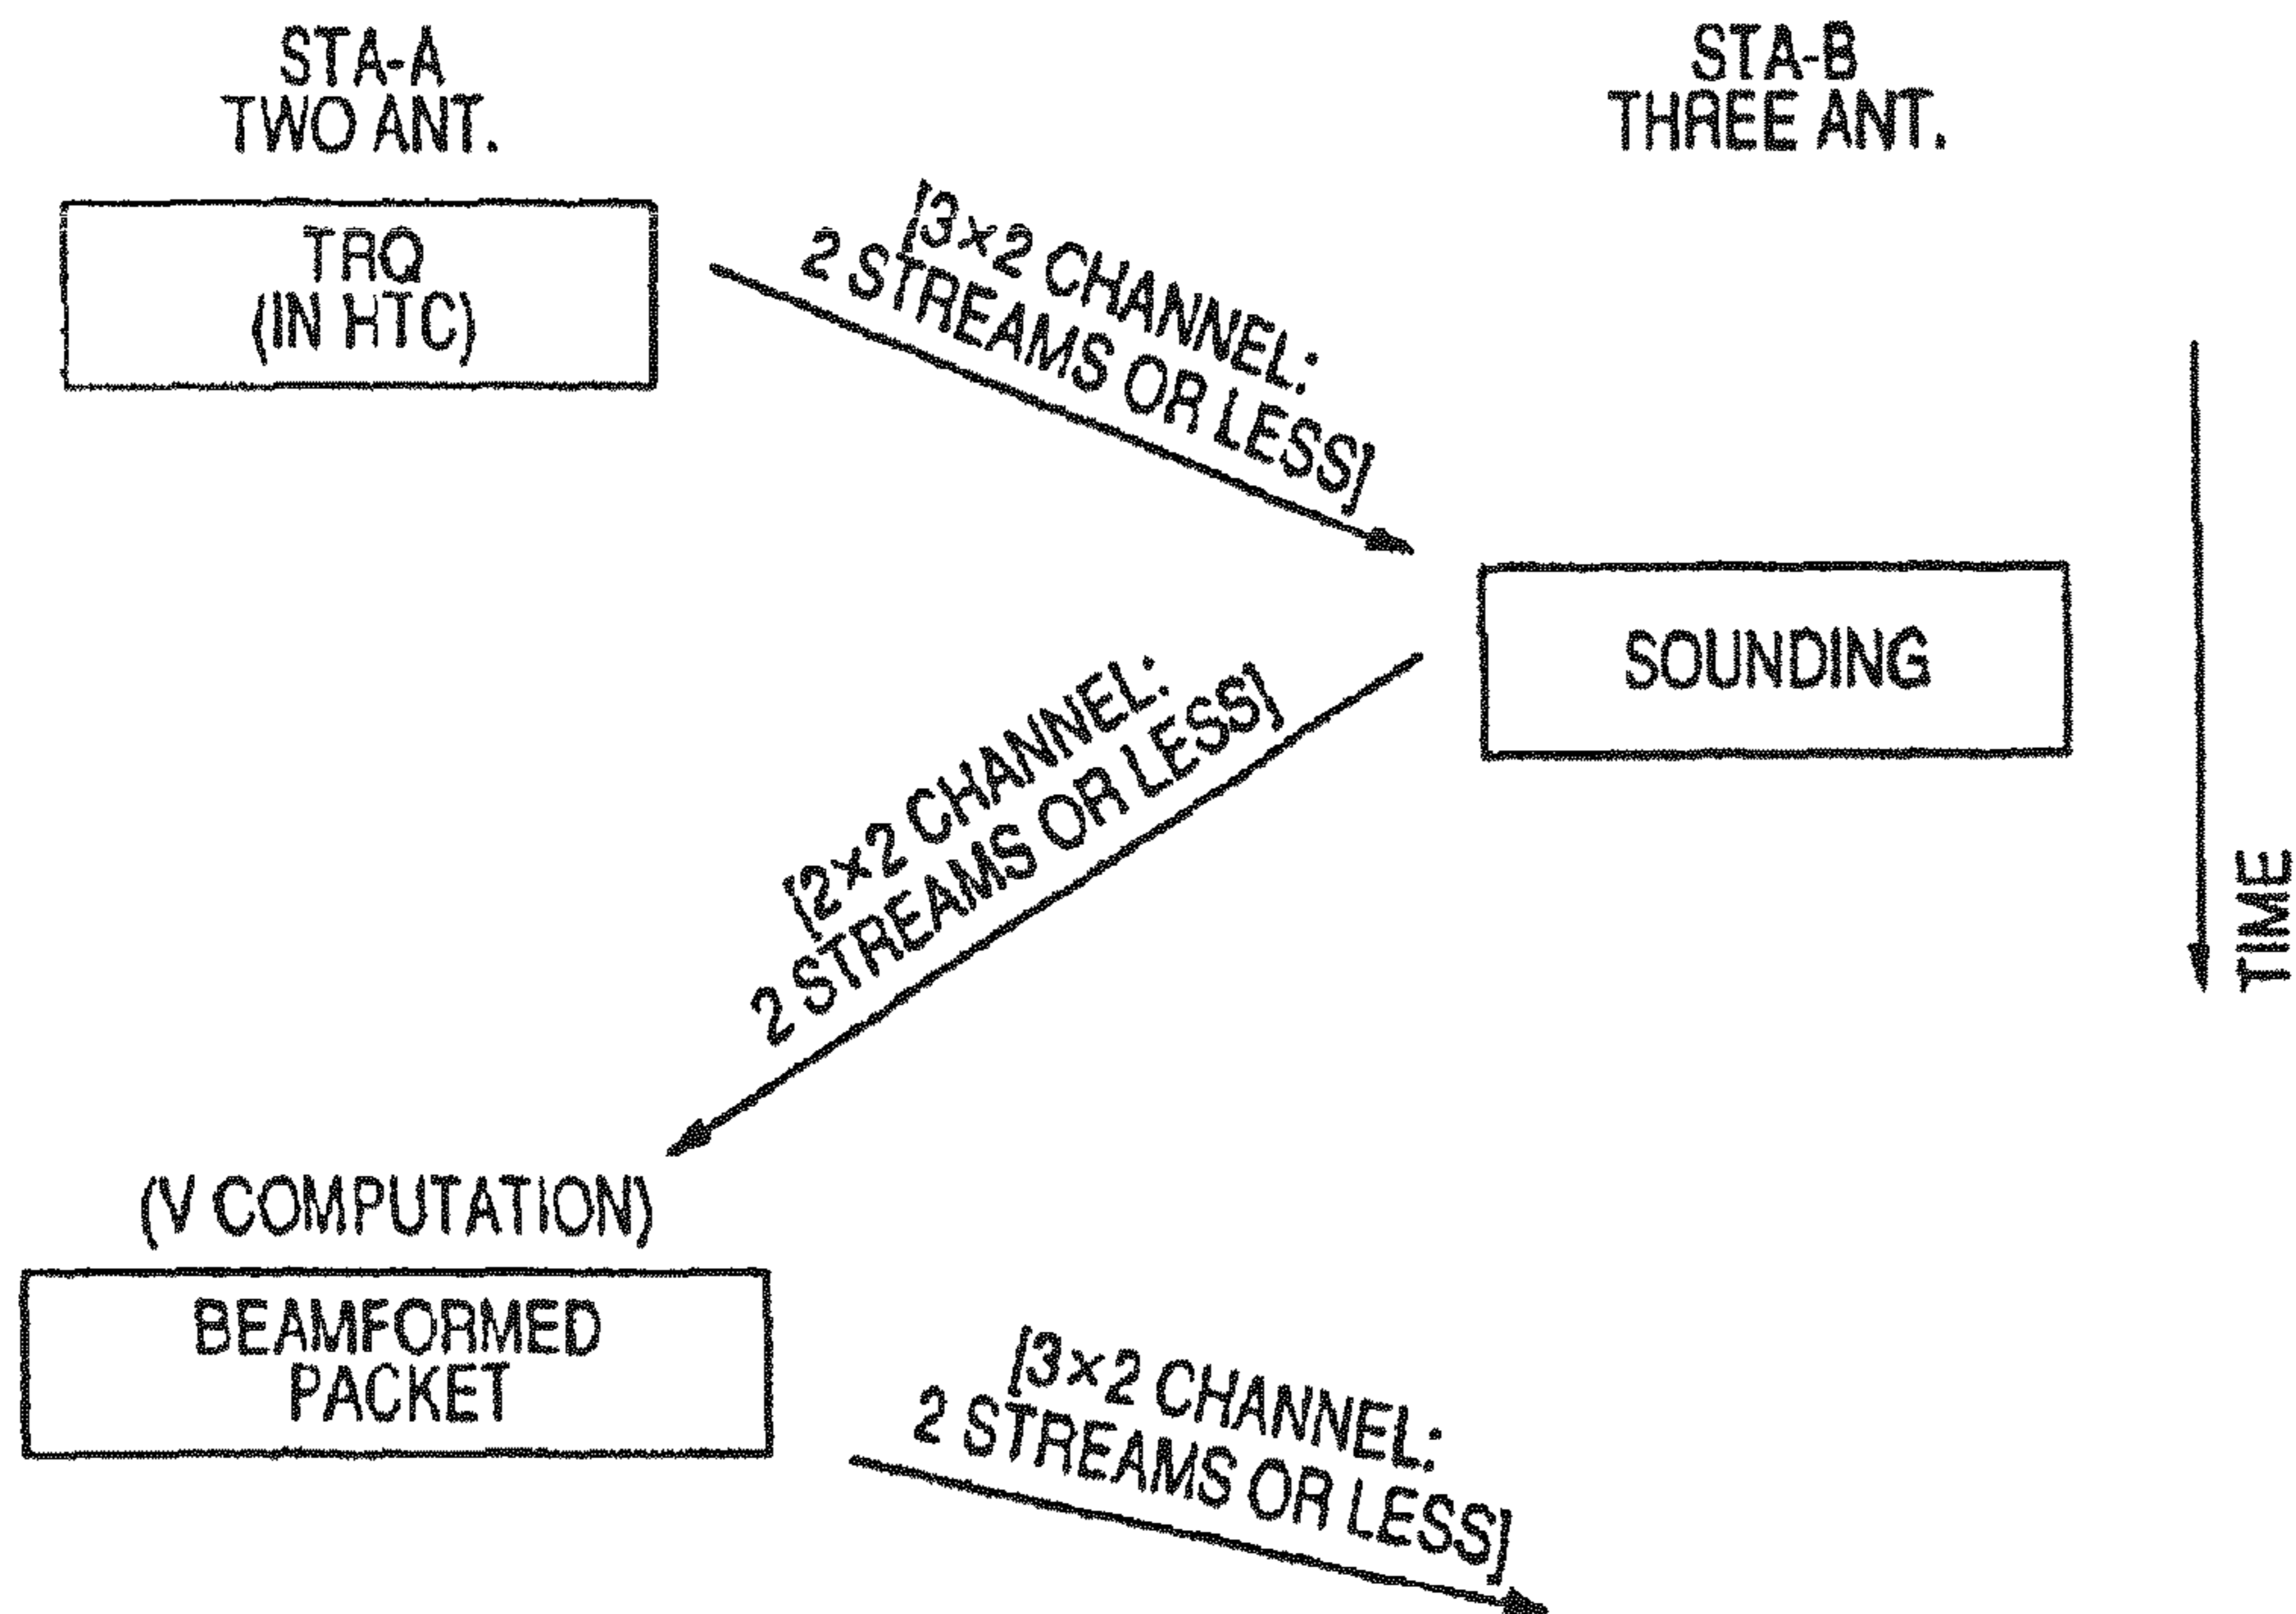 STA-A
TWO ANT.
STA-B
THREE ANT.
TRQ
(IN HTC)
[3×2 CHANNEL:
2 STREAMS OR LESS]
SOUNDING
[2×2 CHANNEL:
2 STREAMS OR LESS]
TIME
(V COMPUTATION)
BEAMFORMED
PACKET
[3×2 CHANNEL:
2 STREAMS OR LESS]